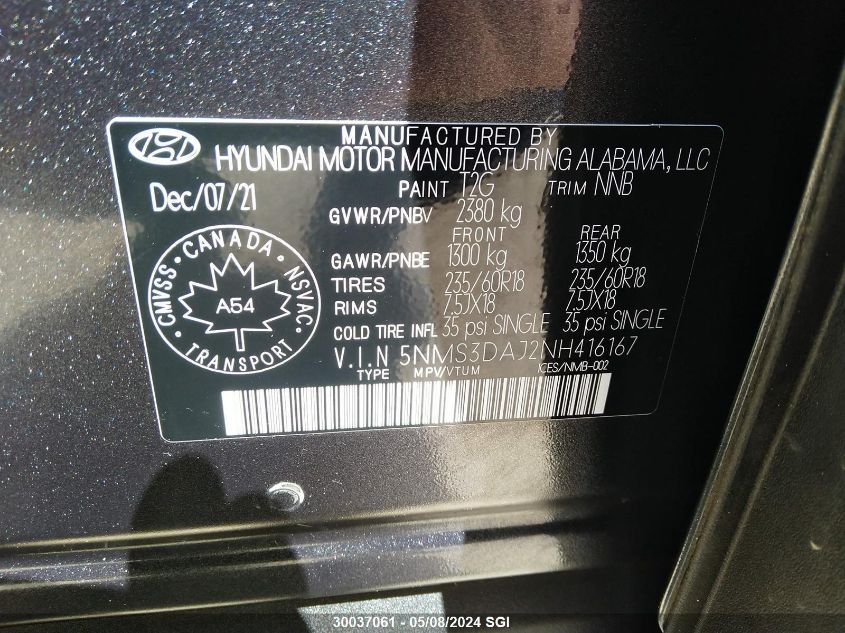 MANUFACTURED BY
HYUNDAI MOTOR MANUFACTURING ALABAMA, LLC
Dec/07/21 PAINT T2G TRIM NNB
GVWR/PNBV 2380 kg
FRONT REAR
GAWR/PNBE 1300 kg 1350 kg
TIRES 235/60R18 235/60R18
RIMS 7.5JX18 7.5JX18
COLD TIRE INFL 35 psi SINGLE 35 psi SINGLE
V.I.N 5NMS3DAJ2NH416167
TYPE MPV/VTUM ICES/NMB-002
CMVSS · CANADA · NSVAC · TRANSPORT ·
A54
30037061 - 05/08/2024 SGI